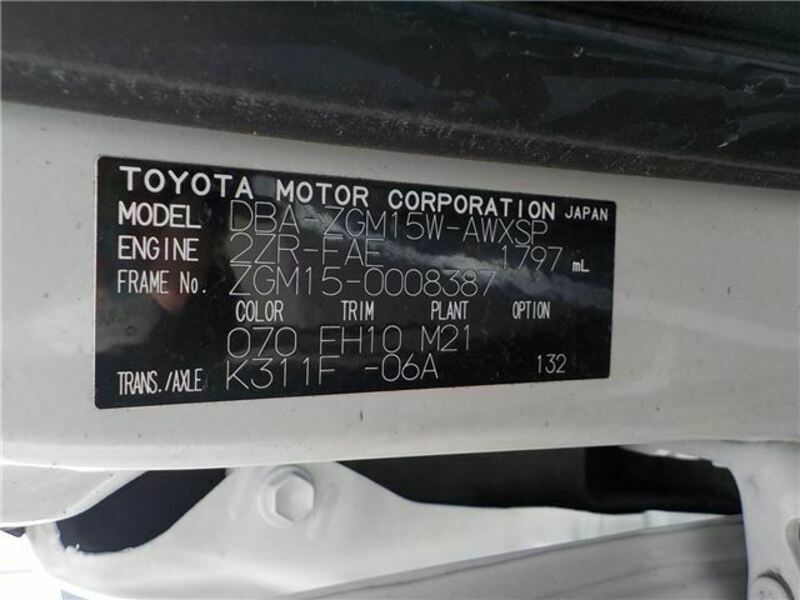 TOYOTA MOTOR CORPORATION JAPAN
MODEL DBA-ZGM15W-AWXSP
ENGINE 2ZR-FAE 1797 mL
FRAME No. ZGM15-0008387
COLOR TRIM PLANT OPTION
070 EH10 M21
TRANS./AXLE K311F -06A 132